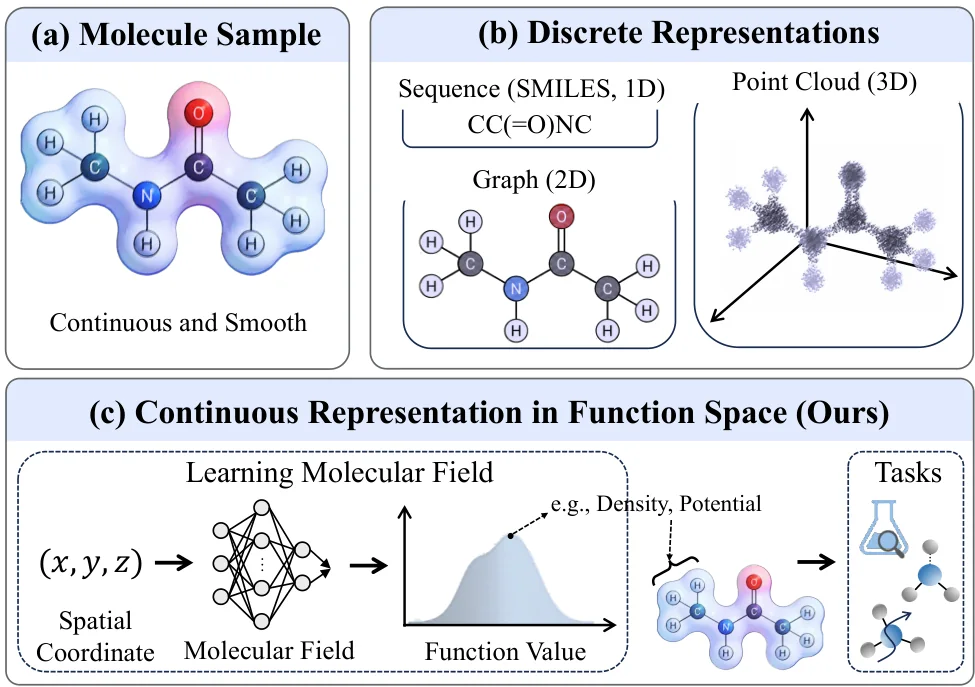 (a) Molecule Sample
H
H
H
C
N
H
O
C
C
H
H
H
Continuous and Smooth
(b) Discrete Representations
Sequence (SMILES, 1D)
CC(=O)NC
Graph (2D)
H
H
H
C
N
H
O
C
C
H
H
H
Point Cloud (3D)
(c) Continuous Representation in Function Space (Ours)
Learning Molecular Field
(x, y, z)
Spatial
Coordinate
Molecular Field
Function Value
e.g., Density, Potential
H
H
H
C
N
H
O
C
C
H
H
H
Tasks